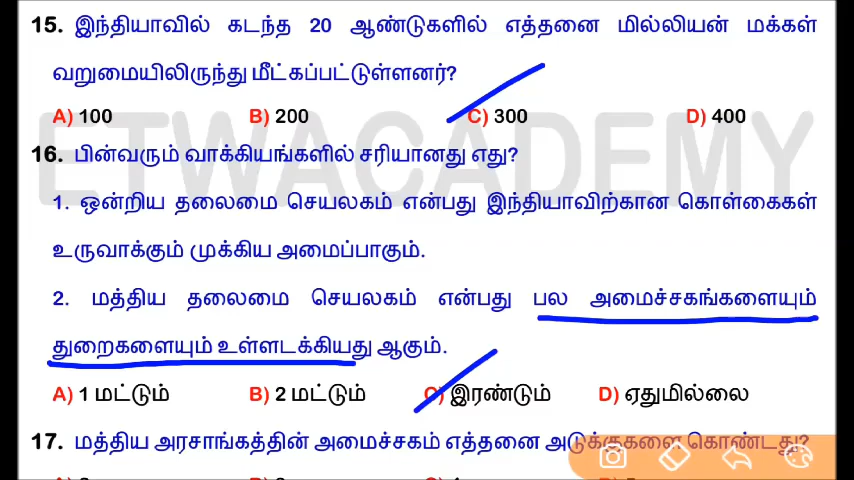 15. இந்தியாவில் கடந்த 20 ஆண்டுகளில் எத்தனை மில்லியன் மக்கள்
வறுமையிலிருந்து மீட்கப்பட்டுள்ளனர்?
A) 100 B) 200 C) 300 D) 400
ETWACADEMY
16. பின்வரும் வாக்கியங்களில் சரியானது எது?
1. ஒன்றிய தலைமை செயலகம் என்பது இந்தியாவிற்கான கொள்கைகள்
உருவாக்கும் முக்கிய அமைப்பாகும்.
2. மத்திய தலைமை செயலகம் என்பது பல அமைச்சகங்களையும்
துறைகளையும் உள்ளடக்கியது ஆகும்.
A) 1 மட்டும் B) 2 மட்டும் C) இரண்டும் D) ஏதுமில்லை
17. மத்திய அரசாங்கத்தின் அமைச்சகம் எத்தனை அடுக்குகளை கொண்டது?